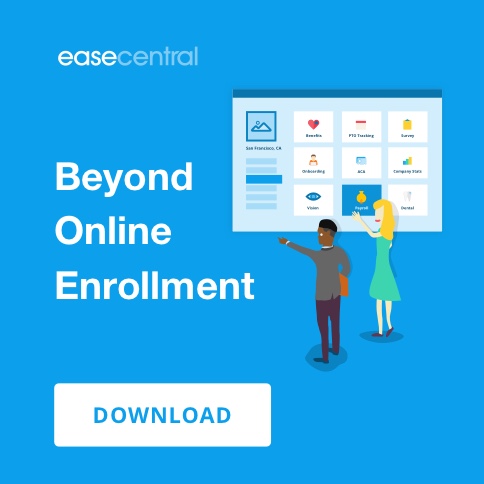 easecentral
Beyond
Online
Enrollment
DOWNLOAD
San Francisco, CA
Benefits
PTO Tracking
Survey
Onboarding
ACA
Company Stats
Vision
Payroll
Dental